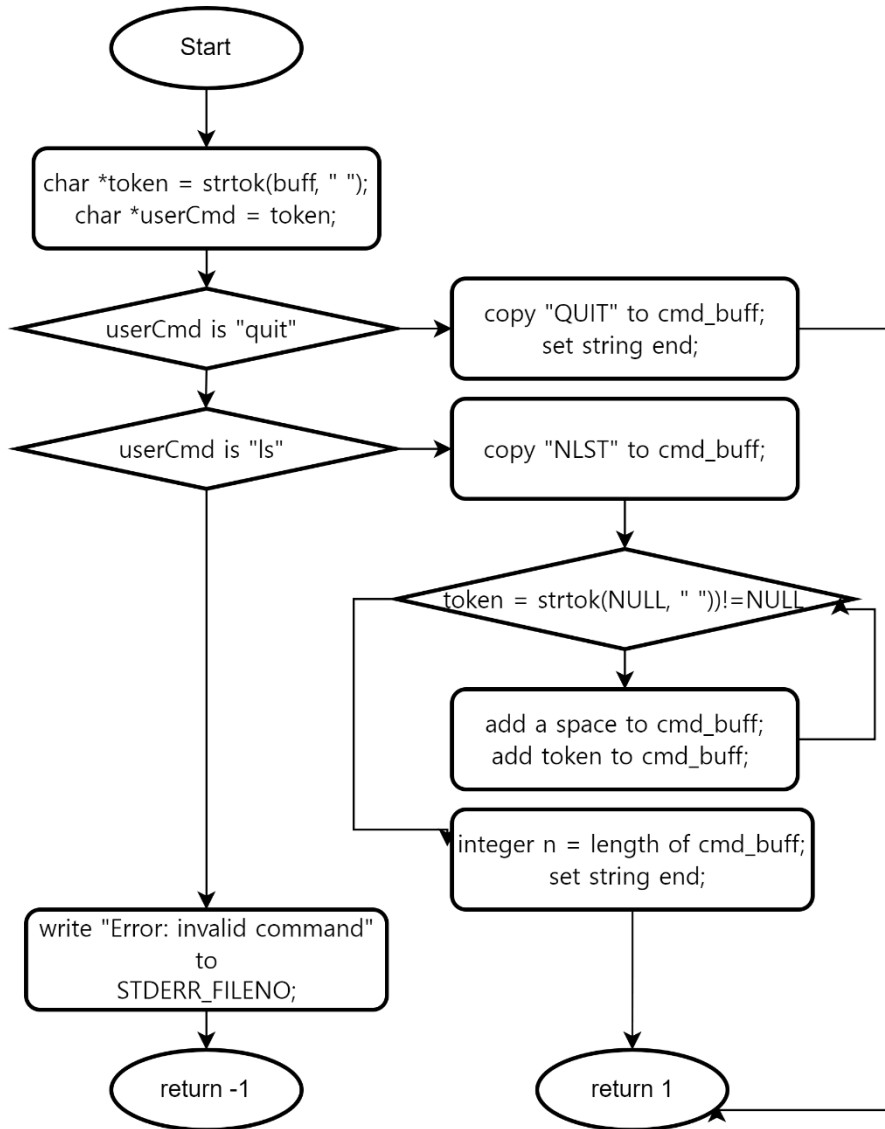 Start
char *token = strtok(buff, " ");
char *userCmd = token;
userCmd is "quit"
copy "QUIT" to cmd_buff;
set string end;
userCmd is "ls"
copy "NLST" to cmd_buff;
token = strtok(NULL, " "))!=NULL
add a space to cmd_buff;
add token to cmd_buff;
integer n = length of cmd_buff;
set string end;
write "Error: invalid command"
to
STDERR_FILENO;
return -1
return 1